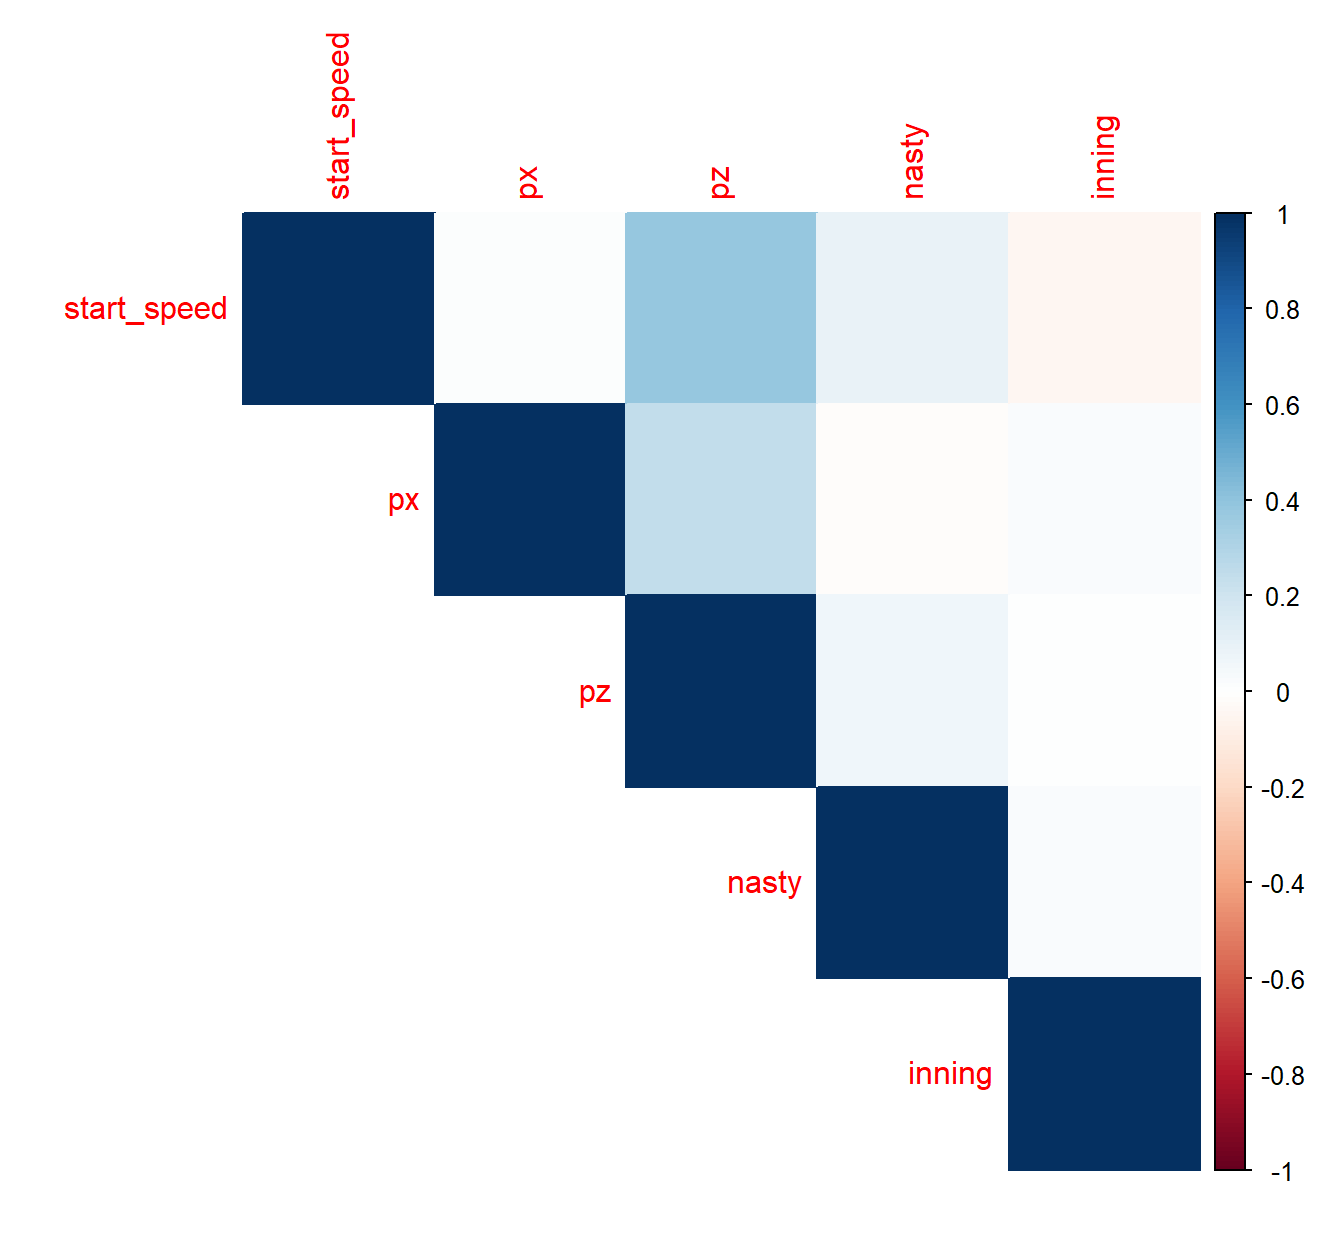 start_speed
px
pz
nasty
inning
start_speed
px
pz
nasty
inning
1
0.8
0.6
0.4
0.2
0
-0.2
-0.4
-0.6
-0.8
-1